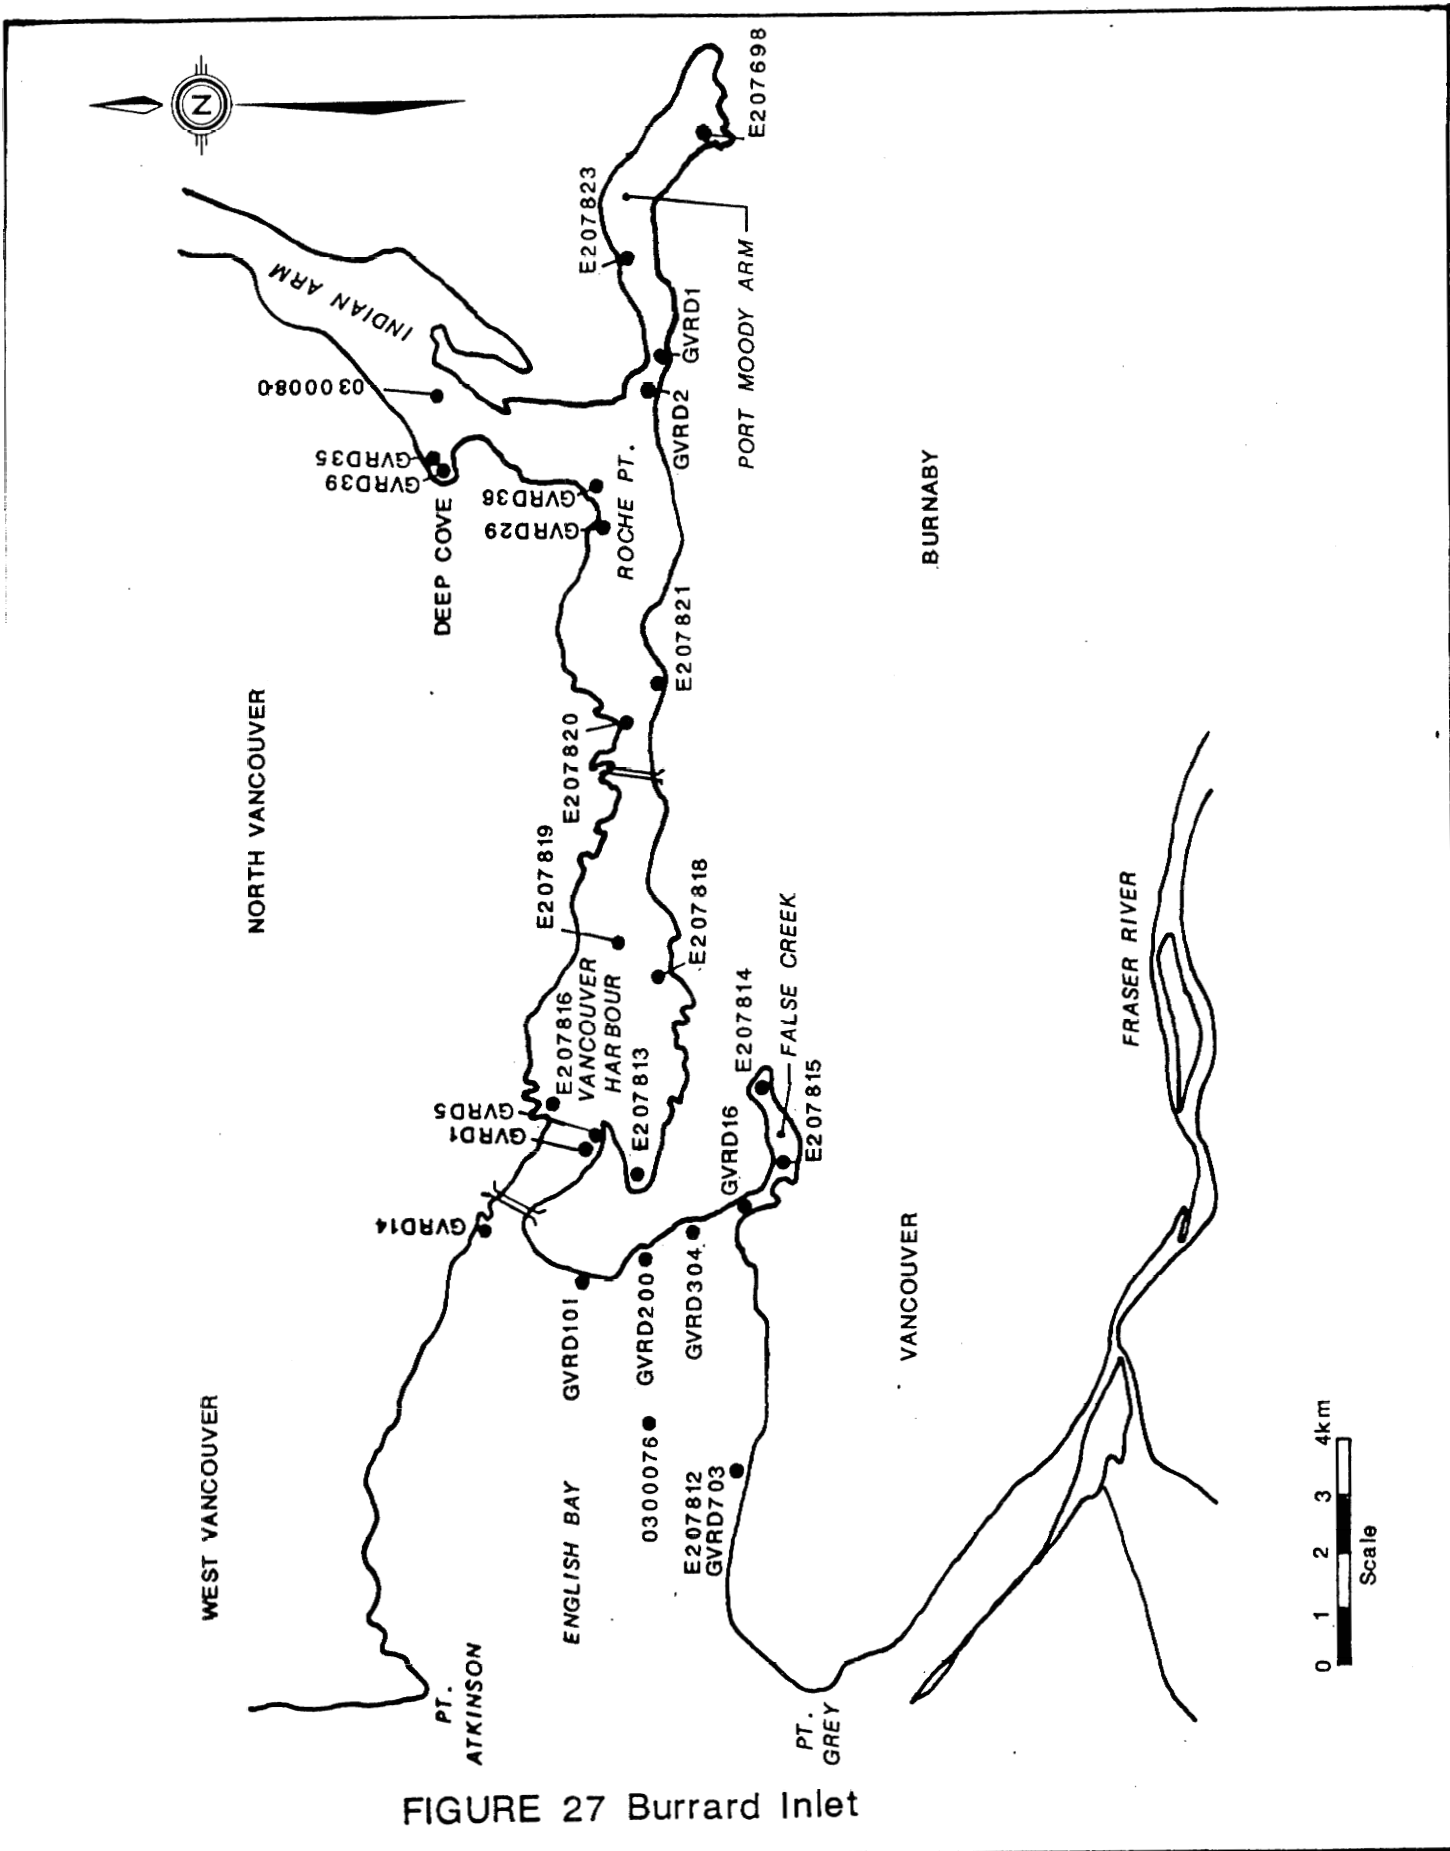 N
E207698
E207823
INDIAN ARM
0300080
GVRD1
GVRD2
PORT MOODY ARM
GVRD35
GVRD39
DEEP COVE
GVRD38
GVRD29
ROCHE PT.
BURNABY
E207821
E207820
NORTH VANCOUVER
E207819
E207818
VANCOUVER
HARBOUR
E207816
E207813
GVRD5
GVRD1
GVRD14
E207814
FALSE CREEK
E207815
GVRD16
FRASER RIVER
GVRD101
GVRD200
GVRD304
VANCOUVER
WEST VANCOUVER
ENGLISH BAY
0300076
E207812
GVRD703
PT.
ATKINSON
PT.
GREY
0 1 2 3 4km
Scale
FIGURE 27 Burrard Inlet